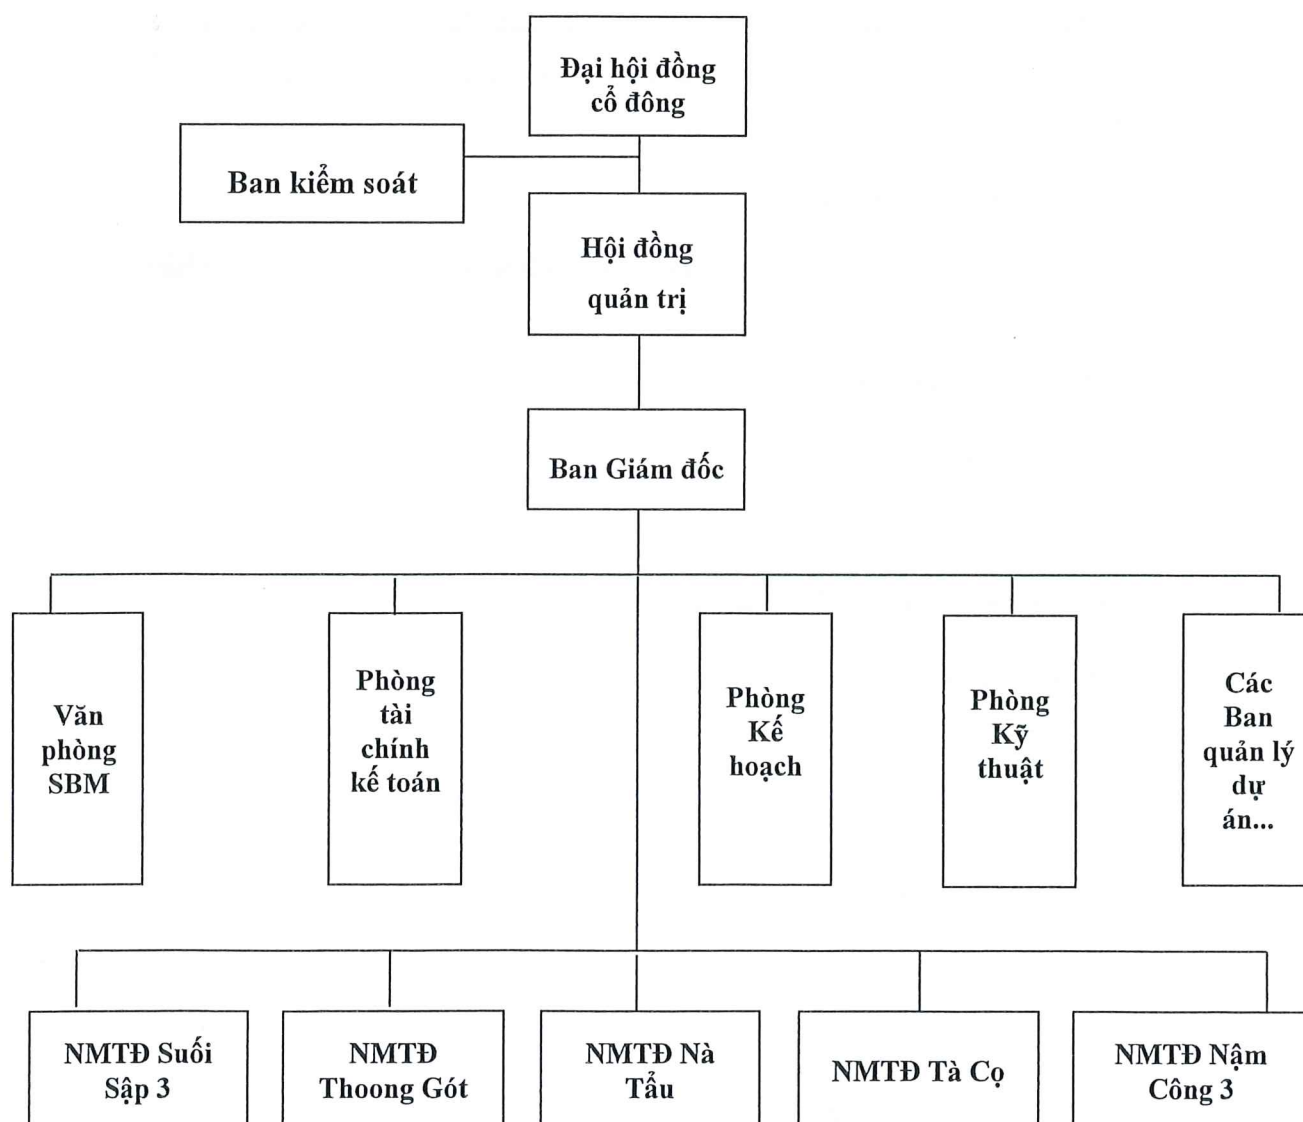 Đại hội đồng
cổ đông
Ban kiểm soát
Hội đồng
quản trị
Ban Giám đốc
Văn
phòng
SBM
Phòng
tài
chính
kế toán
Phòng
Kế
hoạch
Phòng
Kỹ
thuật
Các
Ban
quản lý
dự
án...
NMTĐ Suối
Sập 3
NMTĐ
Thoong Gót
NMTĐ Nà
Tẩu
NMTĐ Tà Cọ
NMTĐ Nậm
Công 3